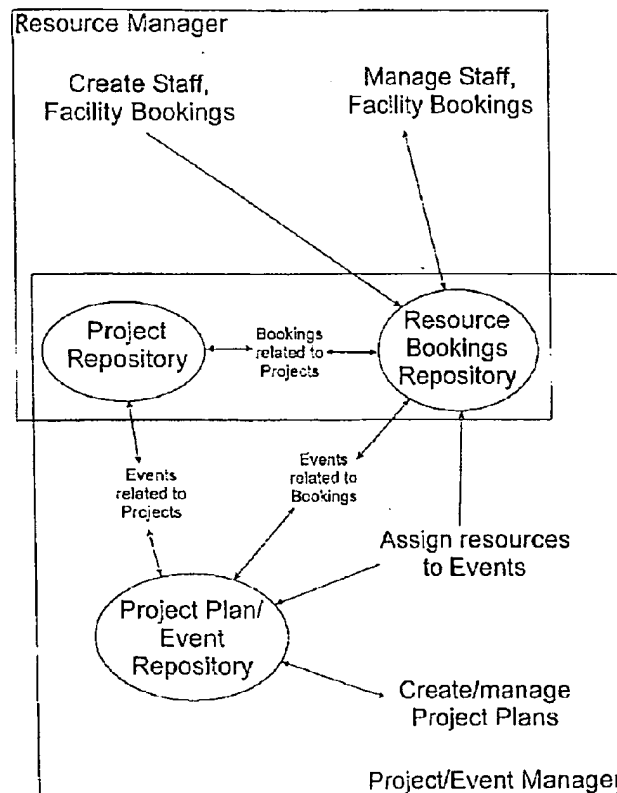 Resource Manager
Create Staff,
Facility Bookings
Manage Staff,
Facility Bookings
Project
Repository
Bookings
related to
Projects
Resource
Bookings
Repository
Events
related to
Projects
Events
related to
Bookings
Assign resources
to Events
Project Plan/
Event
Repository
Create/manage
Project Plans
Project/Event Manager